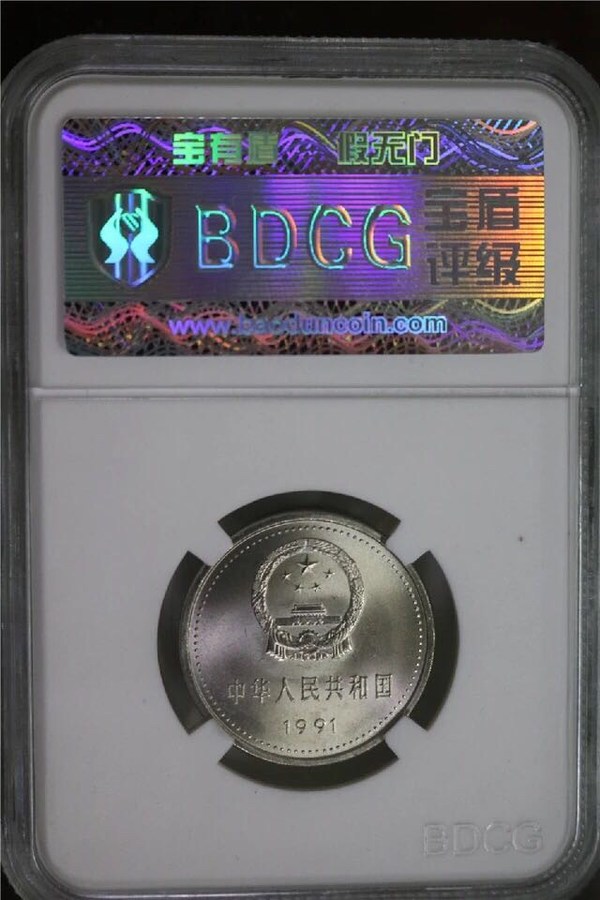 宝有盾 假无门
BDCG 宝盾
评级
www.baoduncoin.com
中华人民共和国
1991
BDCG